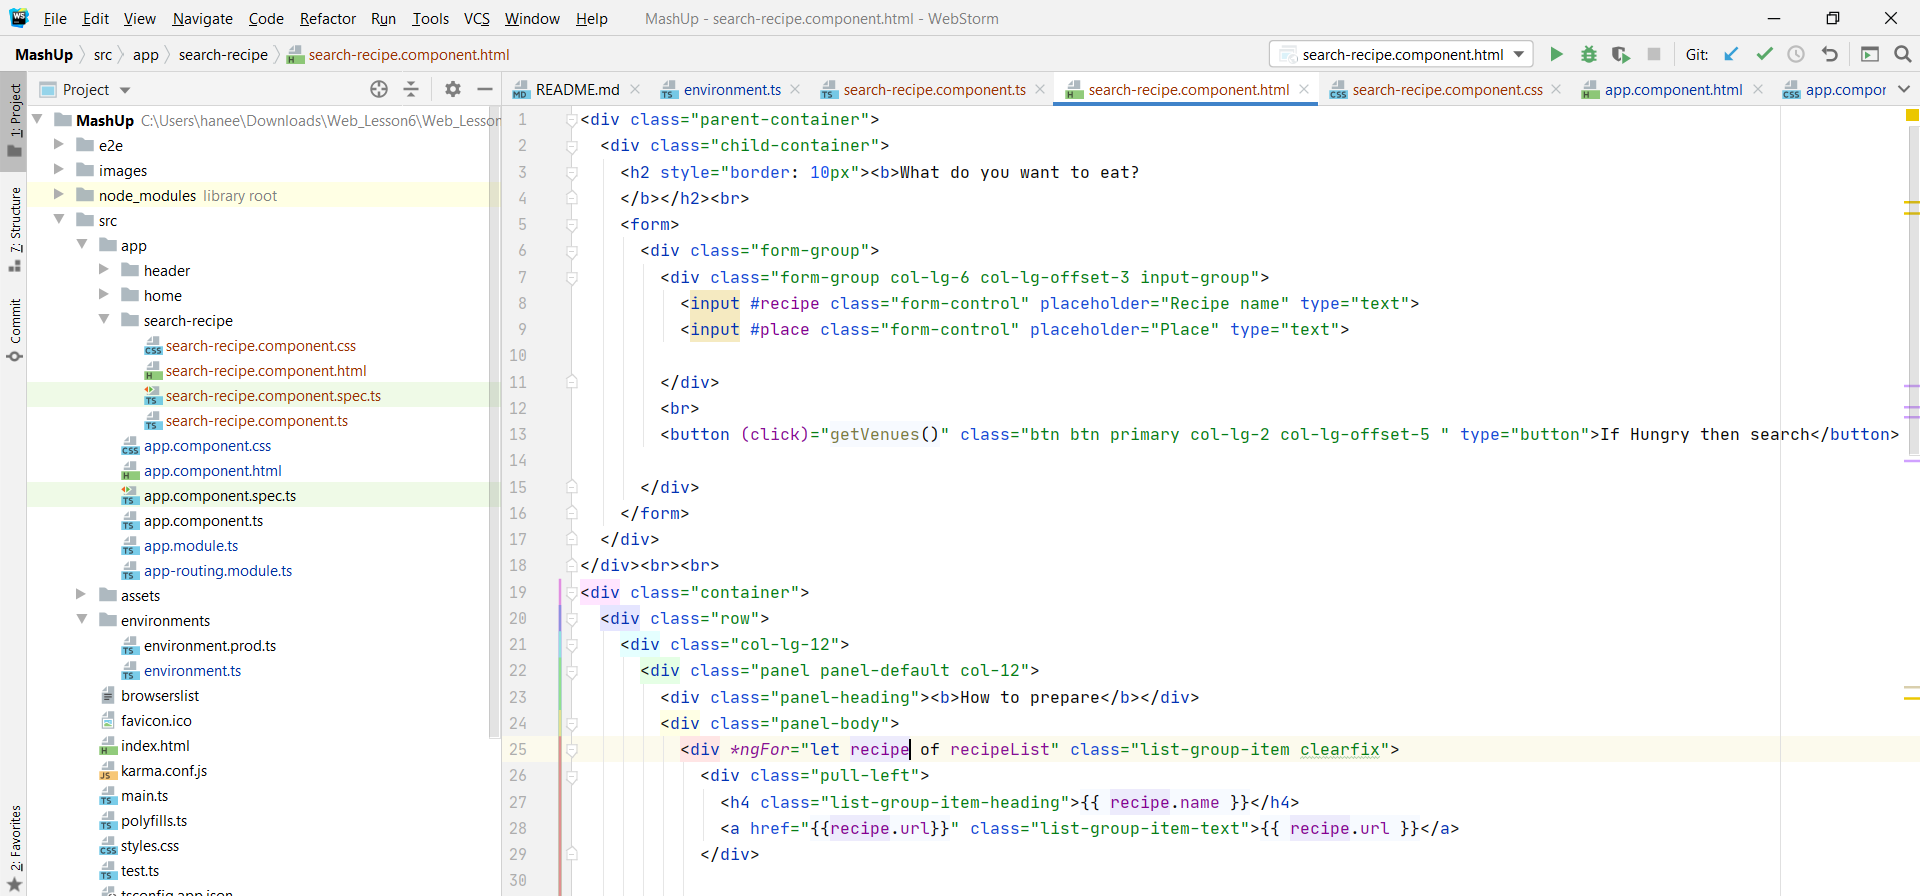 File Edit View Navigate Code Refactor Run Tools VCS Window Help MashUp - search-recipe.component.html - WebStorm
MashUp src app search-recipe search-recipe.component.html search-recipe.component.html Git:
1: Project
Project
README.md environment.ts search-recipe.component.ts search-recipe.component.html search-recipe.component.css app.component.html app.compor
MashUp C:\Users\hanee\Downloads\Web_Lesson6\Web_Lesson
e2e
images
node_modules library root
src
app
header
home
search-recipe
search-recipe.component.css
search-recipe.component.html
search-recipe.component.spec.ts
search-recipe.component.ts
app.component.css
app.component.html
app.component.spec.ts
app.component.ts
app.module.ts
app-routing.module.ts
assets
environments
environment.prod.ts
environment.ts
browserslist
favicon.ico
index.html
karma.conf.js
main.ts
polyfills.ts
styles.css
test.ts
tsconfig.app.json
7: Structure
Commit
2: Favorites
1 <div class="parent-container">
2 <div class="child-container">
3 <h2 style="border: 10px"><b>What do you want to eat?
4 </b></h2><br>
5 <form>
6 <div class="form-group">
7 <div class="form-group col-lg-6 col-lg-offset-3 input-group">
8 <input #recipe class="form-control" placeholder="Recipe name" type="text">
9 <input #place class="form-control" placeholder="Place" type="text">
10
11 </div>
12 <br>
13 <button (click)="getVenues()" class="btn btn primary col-lg-2 col-lg-offset-5 " type="button">If Hungry then search</button>
14
15 </div>
16 </form>
17 </div>
18 </div><br><br>
19 <div class="container">
20 <div class="row">
21 <div class="col-lg-12">
22 <div class="panel panel-default col-12">
23 <div class="panel-heading"><b>How to prepare</b></div>
24 <div class="panel-body">
25 <div *ngFor="let recipe of recipeList" class="list-group-item clearfix">
26 <div class="pull-left">
27 <h4 class="list-group-item-heading">{{ recipe.name }}</h4>
28 <a href="{{recipe.url}}" class="list-group-item-text">{{ recipe.url }}</a>
29 </div>
30